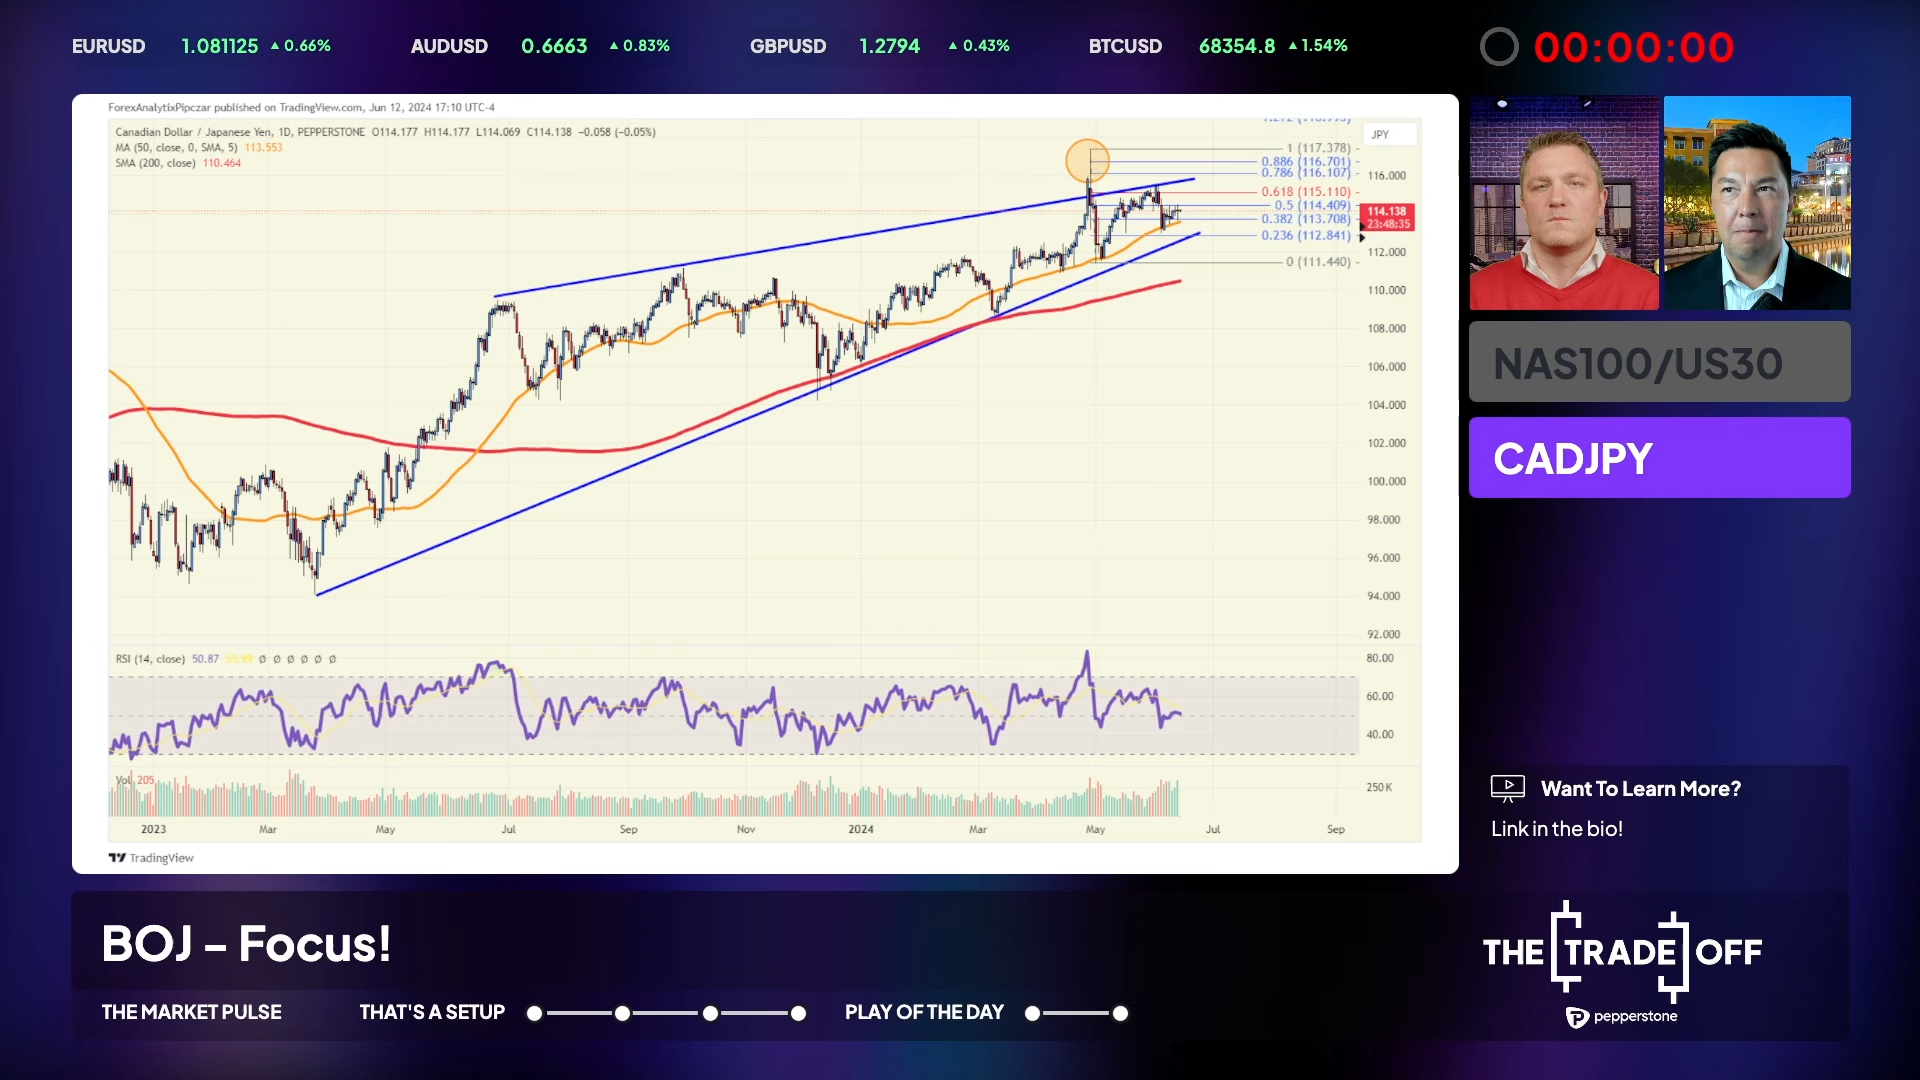 EURUSD 1.081125 ▲ 0.66% AUDUSD 0.6663 ▲ 0.83% GBPUSD 1.2794 ▲ 0.43% BTCUSD 68354.8 ▲ 1.54% 00:00:00
ForexAnalytixPipczar published on TradingView.com, Jun 12, 2024 17:10 UTC-4
Canadian Dollar / Japanese Yen, 1D, PEPPERSTONE O114.177 H114.177 L114.069 C114.138 −0.058 (−0.05%)
MA (50, close, 0, SMA, 5) 113.553
SMA (200, close) 110.464
JPY
1 (117.378)
0.886 (116.701)
0.786 (116.107)
0.618 (115.110)
0.5 (114.409)
0.382 (113.708)
0.236 (112.841)
0 (111.440)
116.000
114.138
23:48:35
112.000
110.000
108.000
106.000
104.000
102.000
100.000
98.000
96.000
94.000
92.000
RSI (14, close) 50.87 Ø Ø Ø Ø Ø Ø
80.00
60.00
40.00
Vol 205
250 K
2023 Mar May Jul Sep Nov 2024 Mar May Jul Sep
TradingView
NAS100/US30
CADJPY
Want To Learn More?
Link in the bio!
BOJ – Focus!
THE MARKET PULSE THAT'S A SETUP PLAY OF THE DAY
THE TRADE OFF
pepperstone